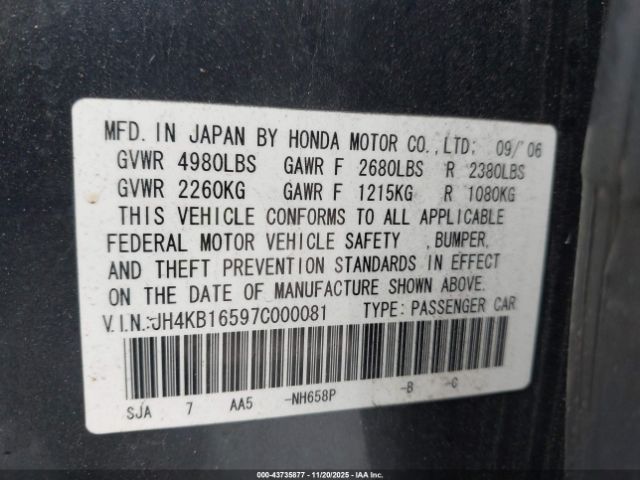 MFD. IN JAPAN BY HONDA MOTOR CO.,LTD; 09/'06
GVWR 4980LBS GAWR F 2680LBS R 2380LBS
GVWR 2260KG GAWR F 1215KG R 1080KG
THIS VEHICLE CONFORMS TO ALL APPLICABLE
FEDERAL MOTOR VEHICLE SAFETY ,BUMPER,
AND THEFT PREVENTION STANDARDS IN EFFECT
ON THE DATE OF MANUFACTURE SHOWN ABOVE.
V.I.N.:JH4KB16597C000081 TYPE: PASSENGER CAR
SJA 7 AA5 -NH658P -B -C
000-43735877 - 11/20/2025 - IAA, Inc.